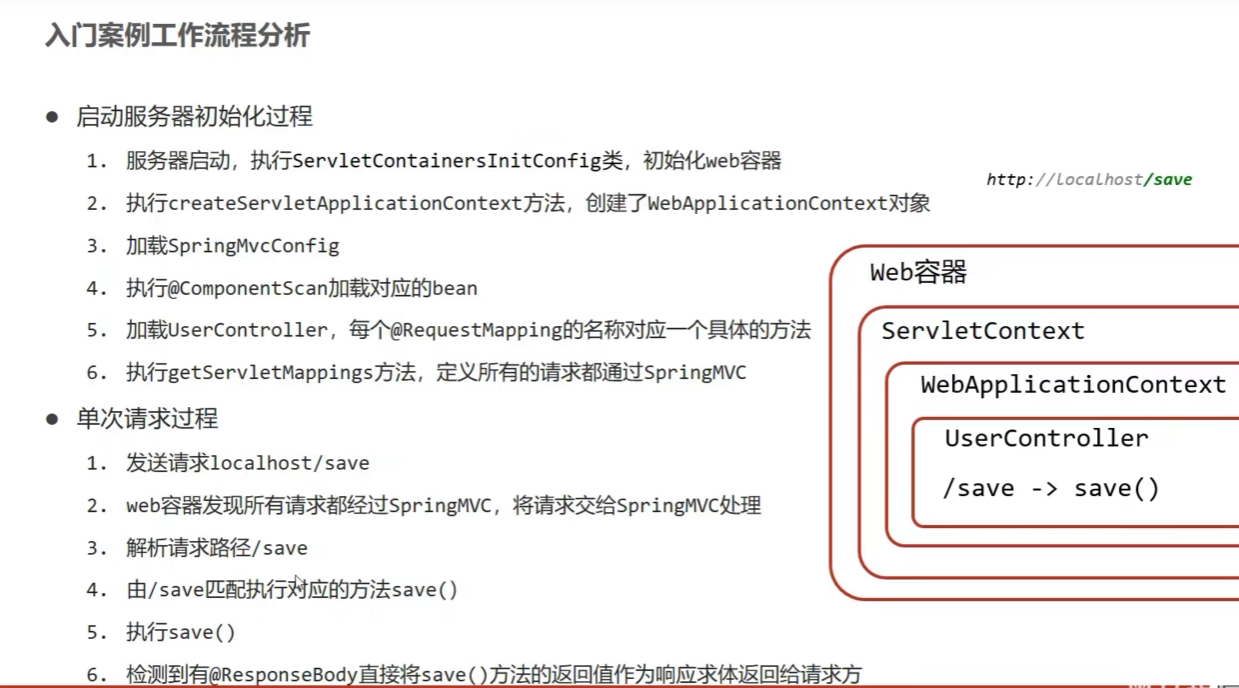 入门案例工作流程分析
● 启动服务器初始化过程
1. 服务器启动，执行ServletContainersInitConfig类，初始化web容器
2. 执行createServletApplicationContext方法，创建了WebApplicationContext对象
3. 加载SpringMvcConfig
4. 执行@ComponentScan加载对应的bean
5. 加载UserController，每个@RequestMapping的名称对应一个具体的方法
6. 执行getServletMappings方法，定义所有的请求都通过SpringMVC
● 单次请求过程
1. 发送请求localhost/save
2. web容器发现所有请求都经过SpringMVC，将请求交给SpringMVC处理
3. 解析请求路径/save
4. 由/save匹配执行对应的方法save()
5. 执行save()
6. 检测到有@ResponseBody直接将save()方法的返回值作为响应求体返回给请求方
http://localhost/save
Web容器
ServletContext
WebApplicationContext
UserController
/save -> save()